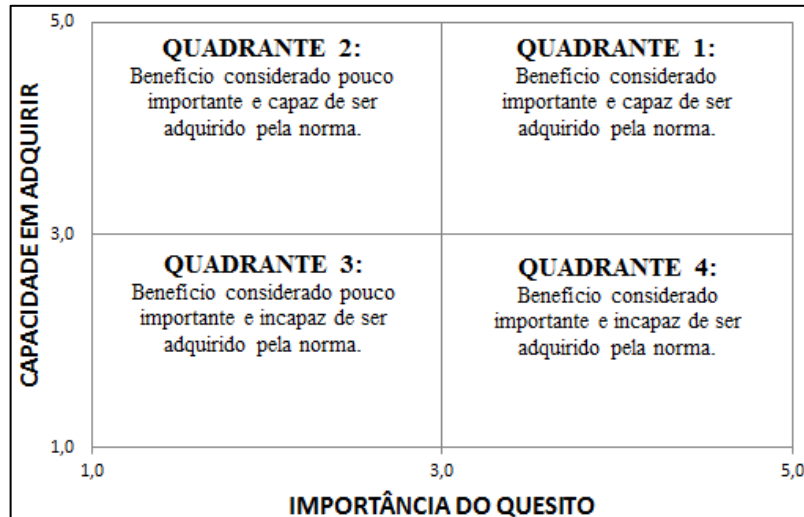 5,0
QUADRANTE 2:
Benefício considerado pouco
importante e capaz de ser
adquirido pela norma.
QUADRANTE 1:
Benefício considerado
importante e capaz de ser
adquirido pela norma.
CAPACIDADE EM ADQUIRIR
3,0
QUADRANTE 3:
Benefício considerado pouco
importante e incapaz de ser
adquirido pela norma.
QUADRANTE 4:
Benefício considerado
importante e incapaz de ser
adquirido pela norma.
1,0
1,0
3,0
5,0
IMPORTÂNCIA DO QUESITO